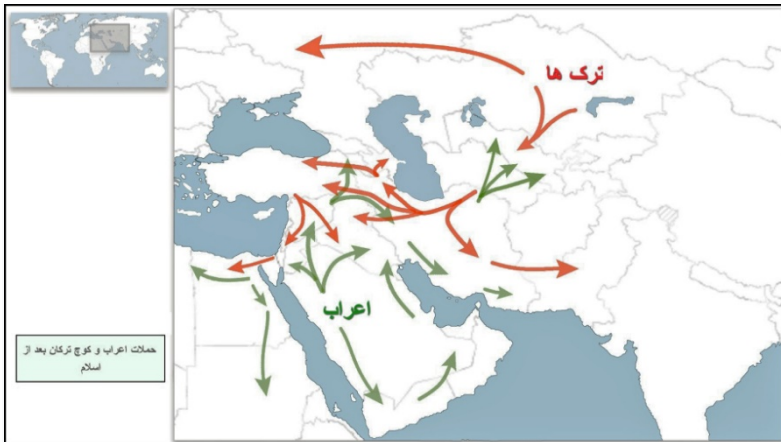 ترک ها
اعراب
حملات اعراب و کوچ ترکان بعد از
اسلام